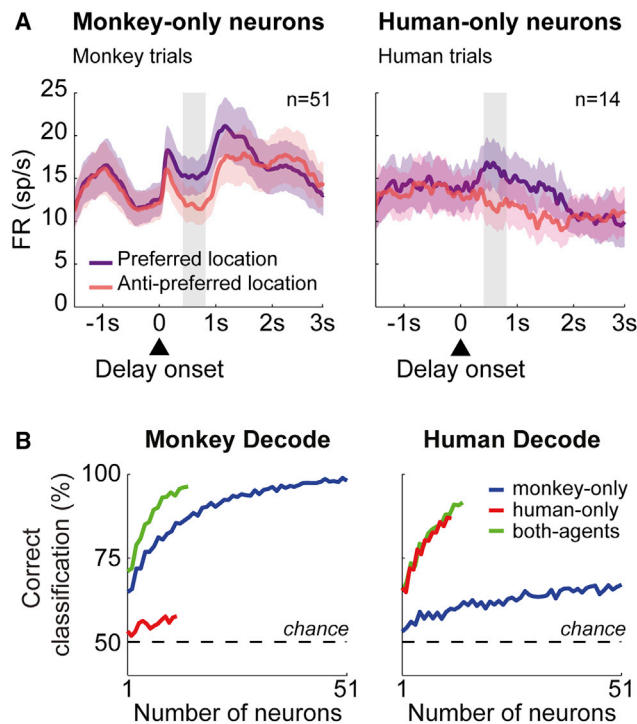 A Monkey-only neurons Human-only neurons
Monkey trials Human trials
n=51 n=14
25
20
15
10
5
0
FR (sp/s)
Preferred location
Anti-preferred location
-1s 0 1s 2s 3s -1s 0 1s 2s 3s
Delay onset Delay onset
B Monkey Decode Human Decode
100
75
50
Correct
classification (%)
monkey-only
human-only
both-agents
chance chance
1 51 1 51
Number of neurons Number of neurons